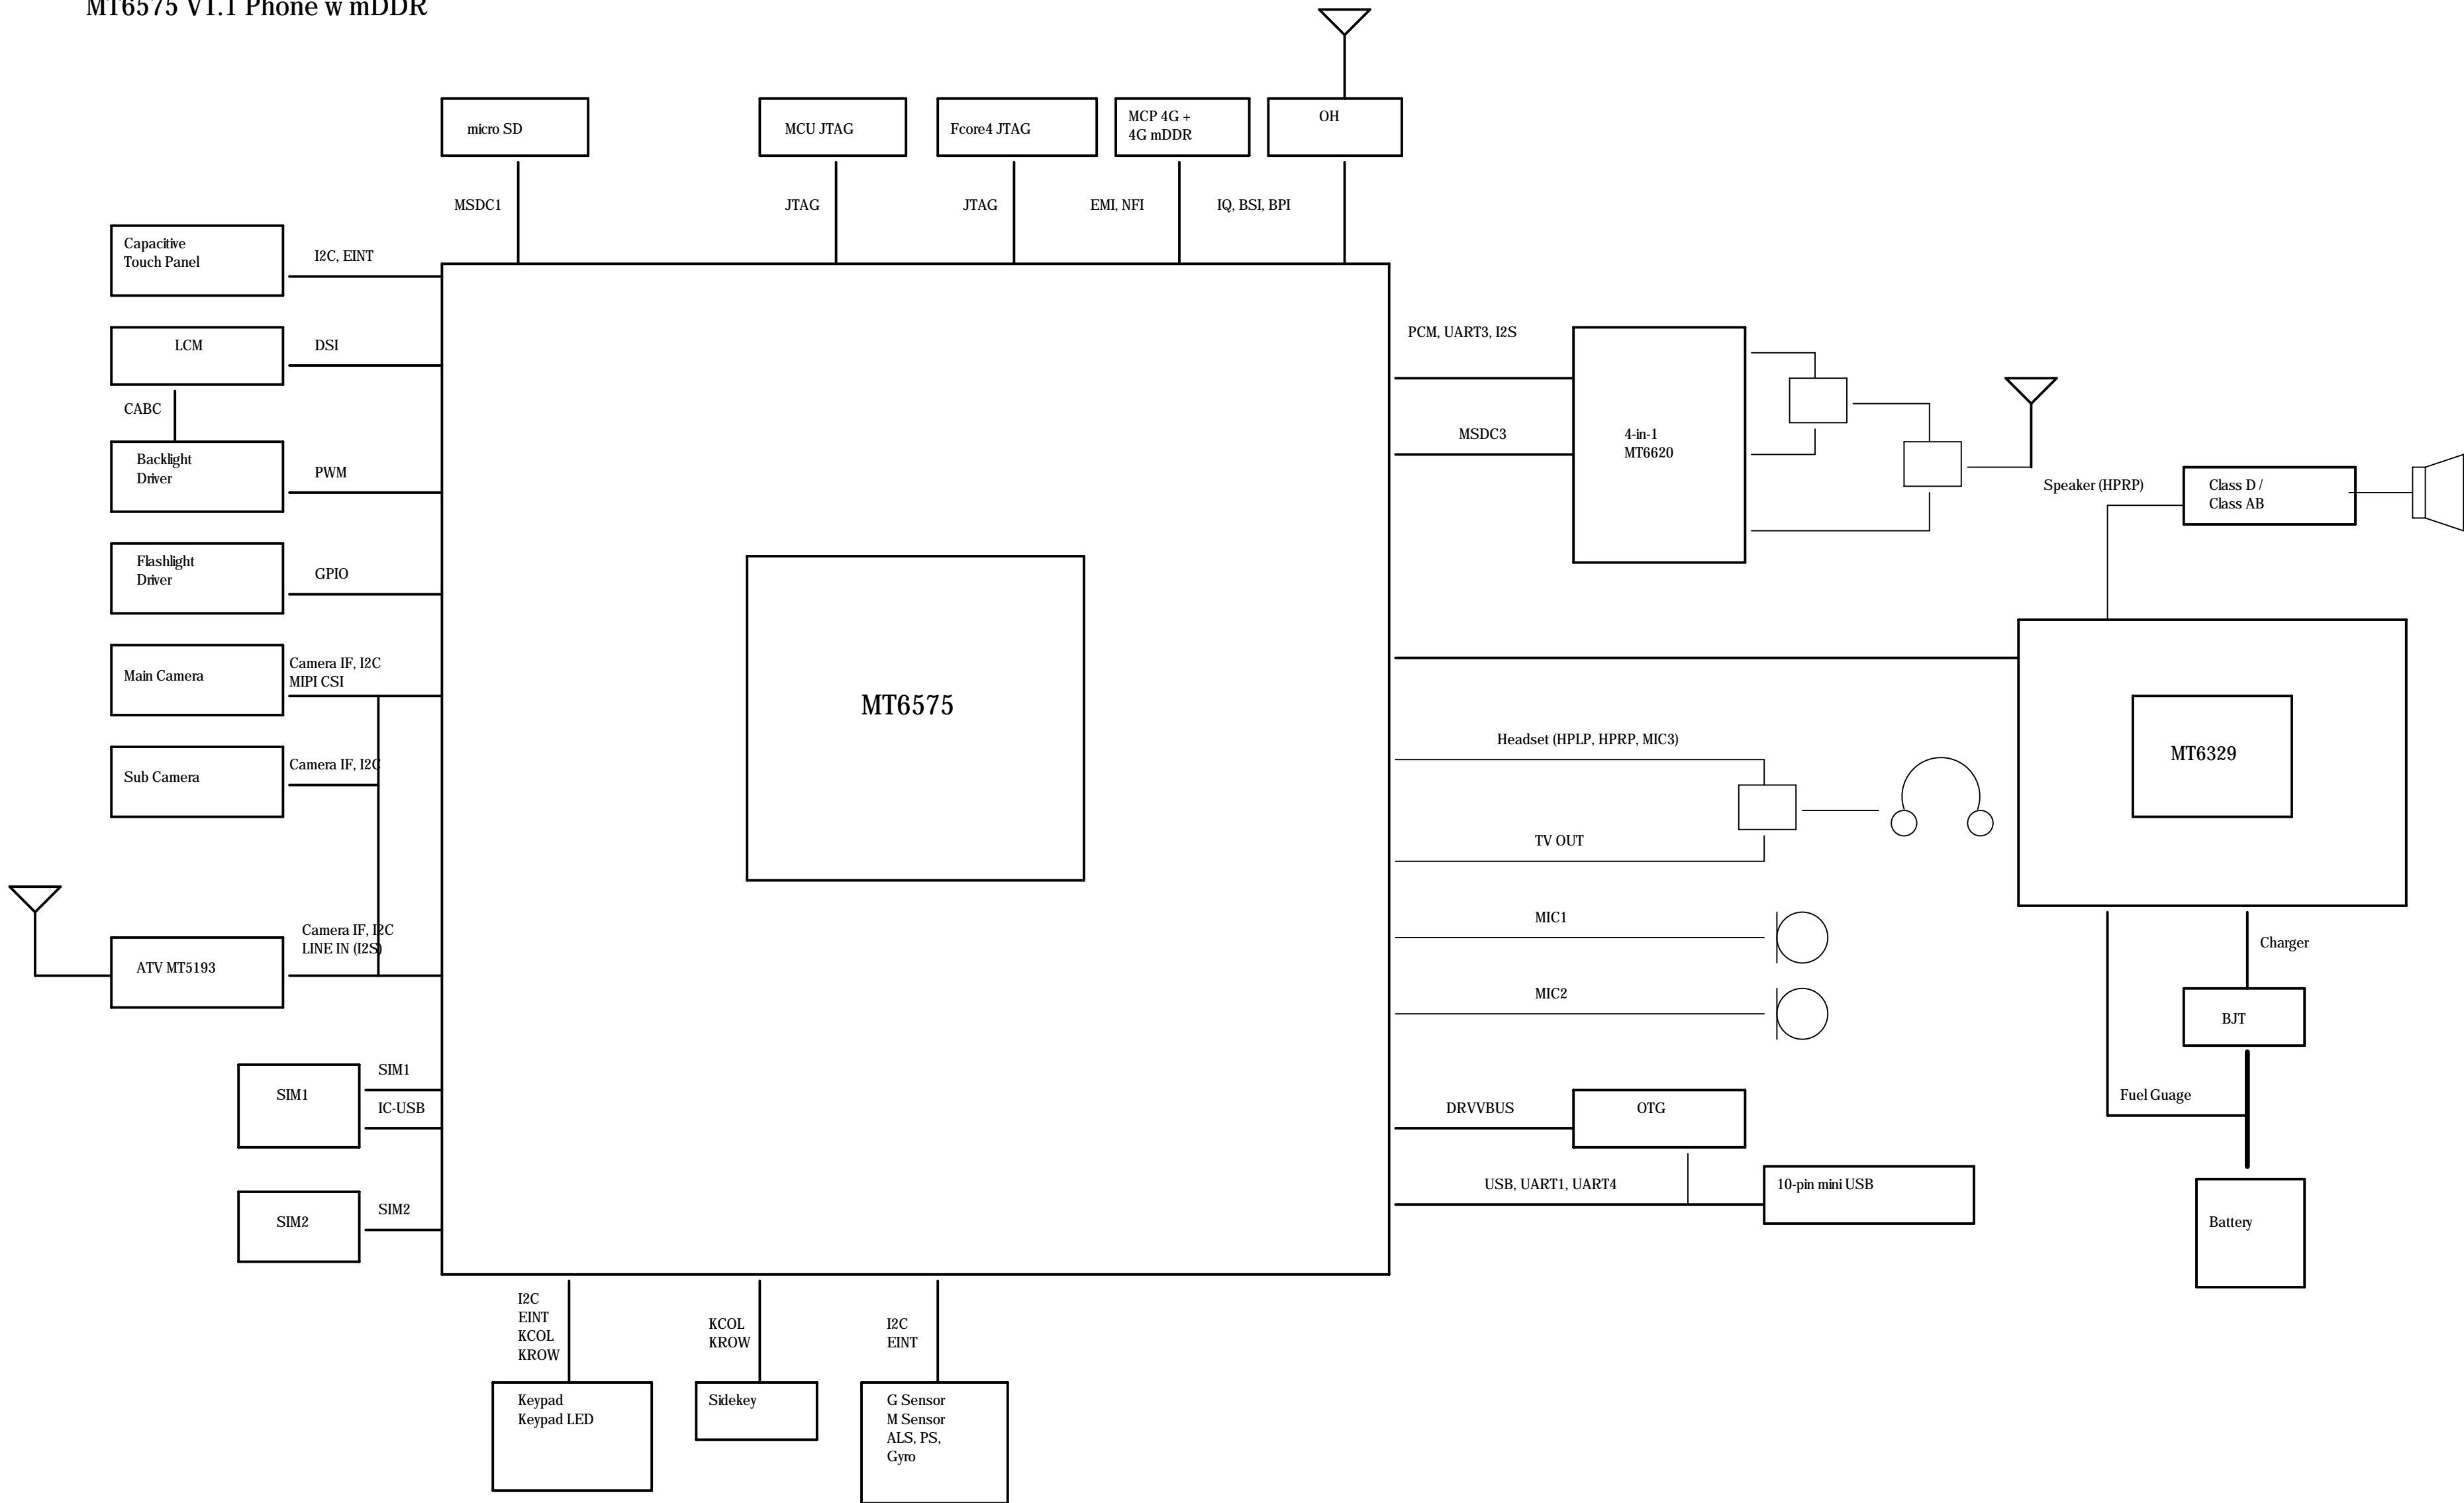 MT6575 V1.1 Phone w mDDR
micro SD
MCU JTAG
Fcore4 JTAG
MCP 4G +
4G mDDR
OH
MSDC1
JTAG
JTAG
EMI, NFI
IQ, BSI, BPI
Capacitive
Touch Panel
I2C, EINT
LCM
DSI
CABC
Backlight
Driver
PWM
Flashlight
Driver
GPIO
Main Camera
Camera IF, I2C
MIPI CSI
Sub Camera
Camera IF, I2C
ATV MT5193
Camera IF, I2C
LINE IN (I2S)
SIM1
SIM1
IC-USB
SIM2
SIM2
MT6575
PCM, UART3, I2S
MSDC3
4-in-1
MT6620
Speaker (HPRP)
Class D /
Class AB
MT6329
Headset (HPLP, HPRP, MIC3)
TV OUT
MIC1
MIC2
Charger
BJT
Fuel Guage
Battery
DRVVBUS
OTG
USB, UART1, UART4
10-pin mini USB
I2C
EINT
KCOL
KROW
KCOL
KROW
I2C
EINT
Keypad
Keypad LED
Sidekey
G Sensor
M Sensor
ALS, PS,
Gyro